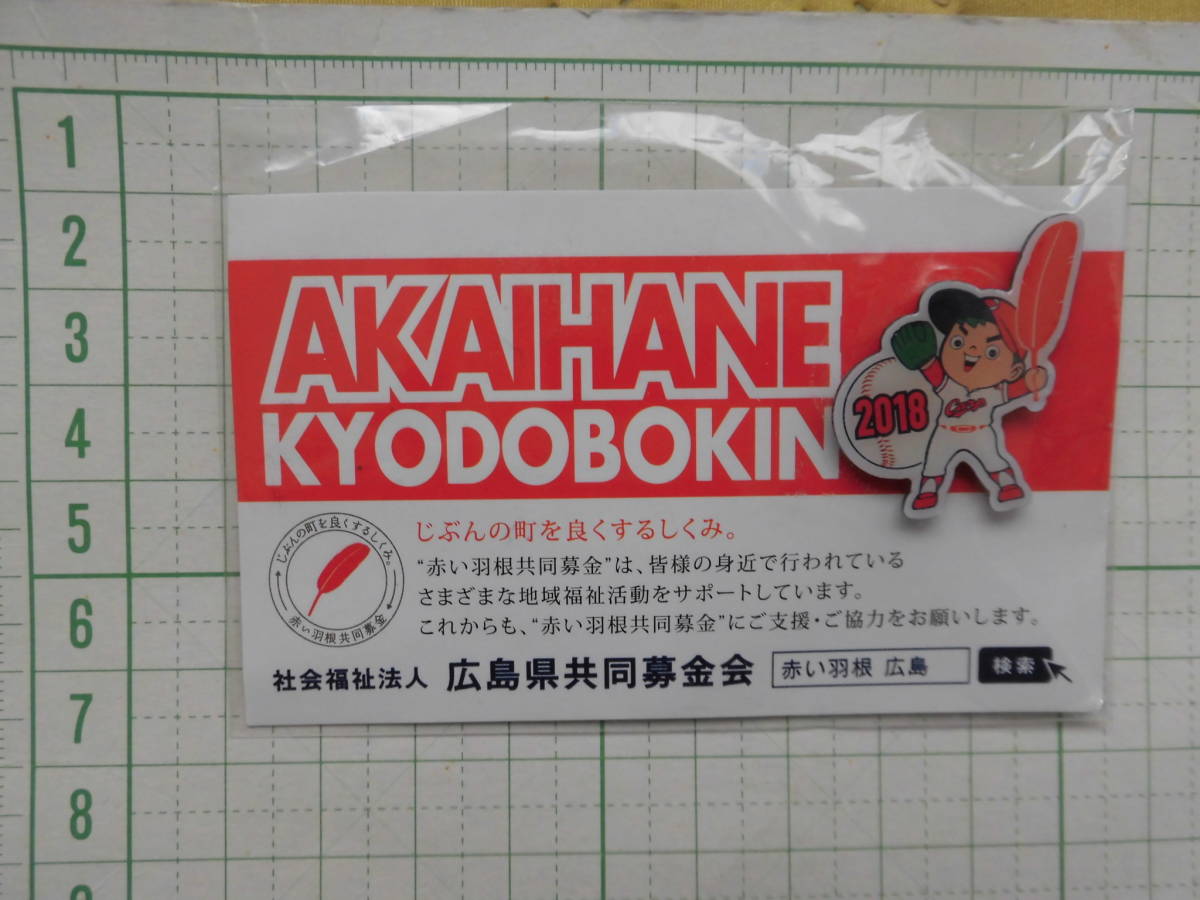 1
2
3
4
5
6
7
8
AKAIHANE
KYODOBOKIN
2018
Carp
じぶんの町を良くするしくみ。
赤い羽根共同募金
じぶんの町を良くするしくみ。
“赤い羽根共同募金”は、皆様の身近で行われている
さまざまな地域福祉活動をサポートしています。
これからも、“赤い羽根共同募金”にご支援・ご協力をお願いします。
社会福祉法人 広島県共同募金会 赤い羽根 広島 検索